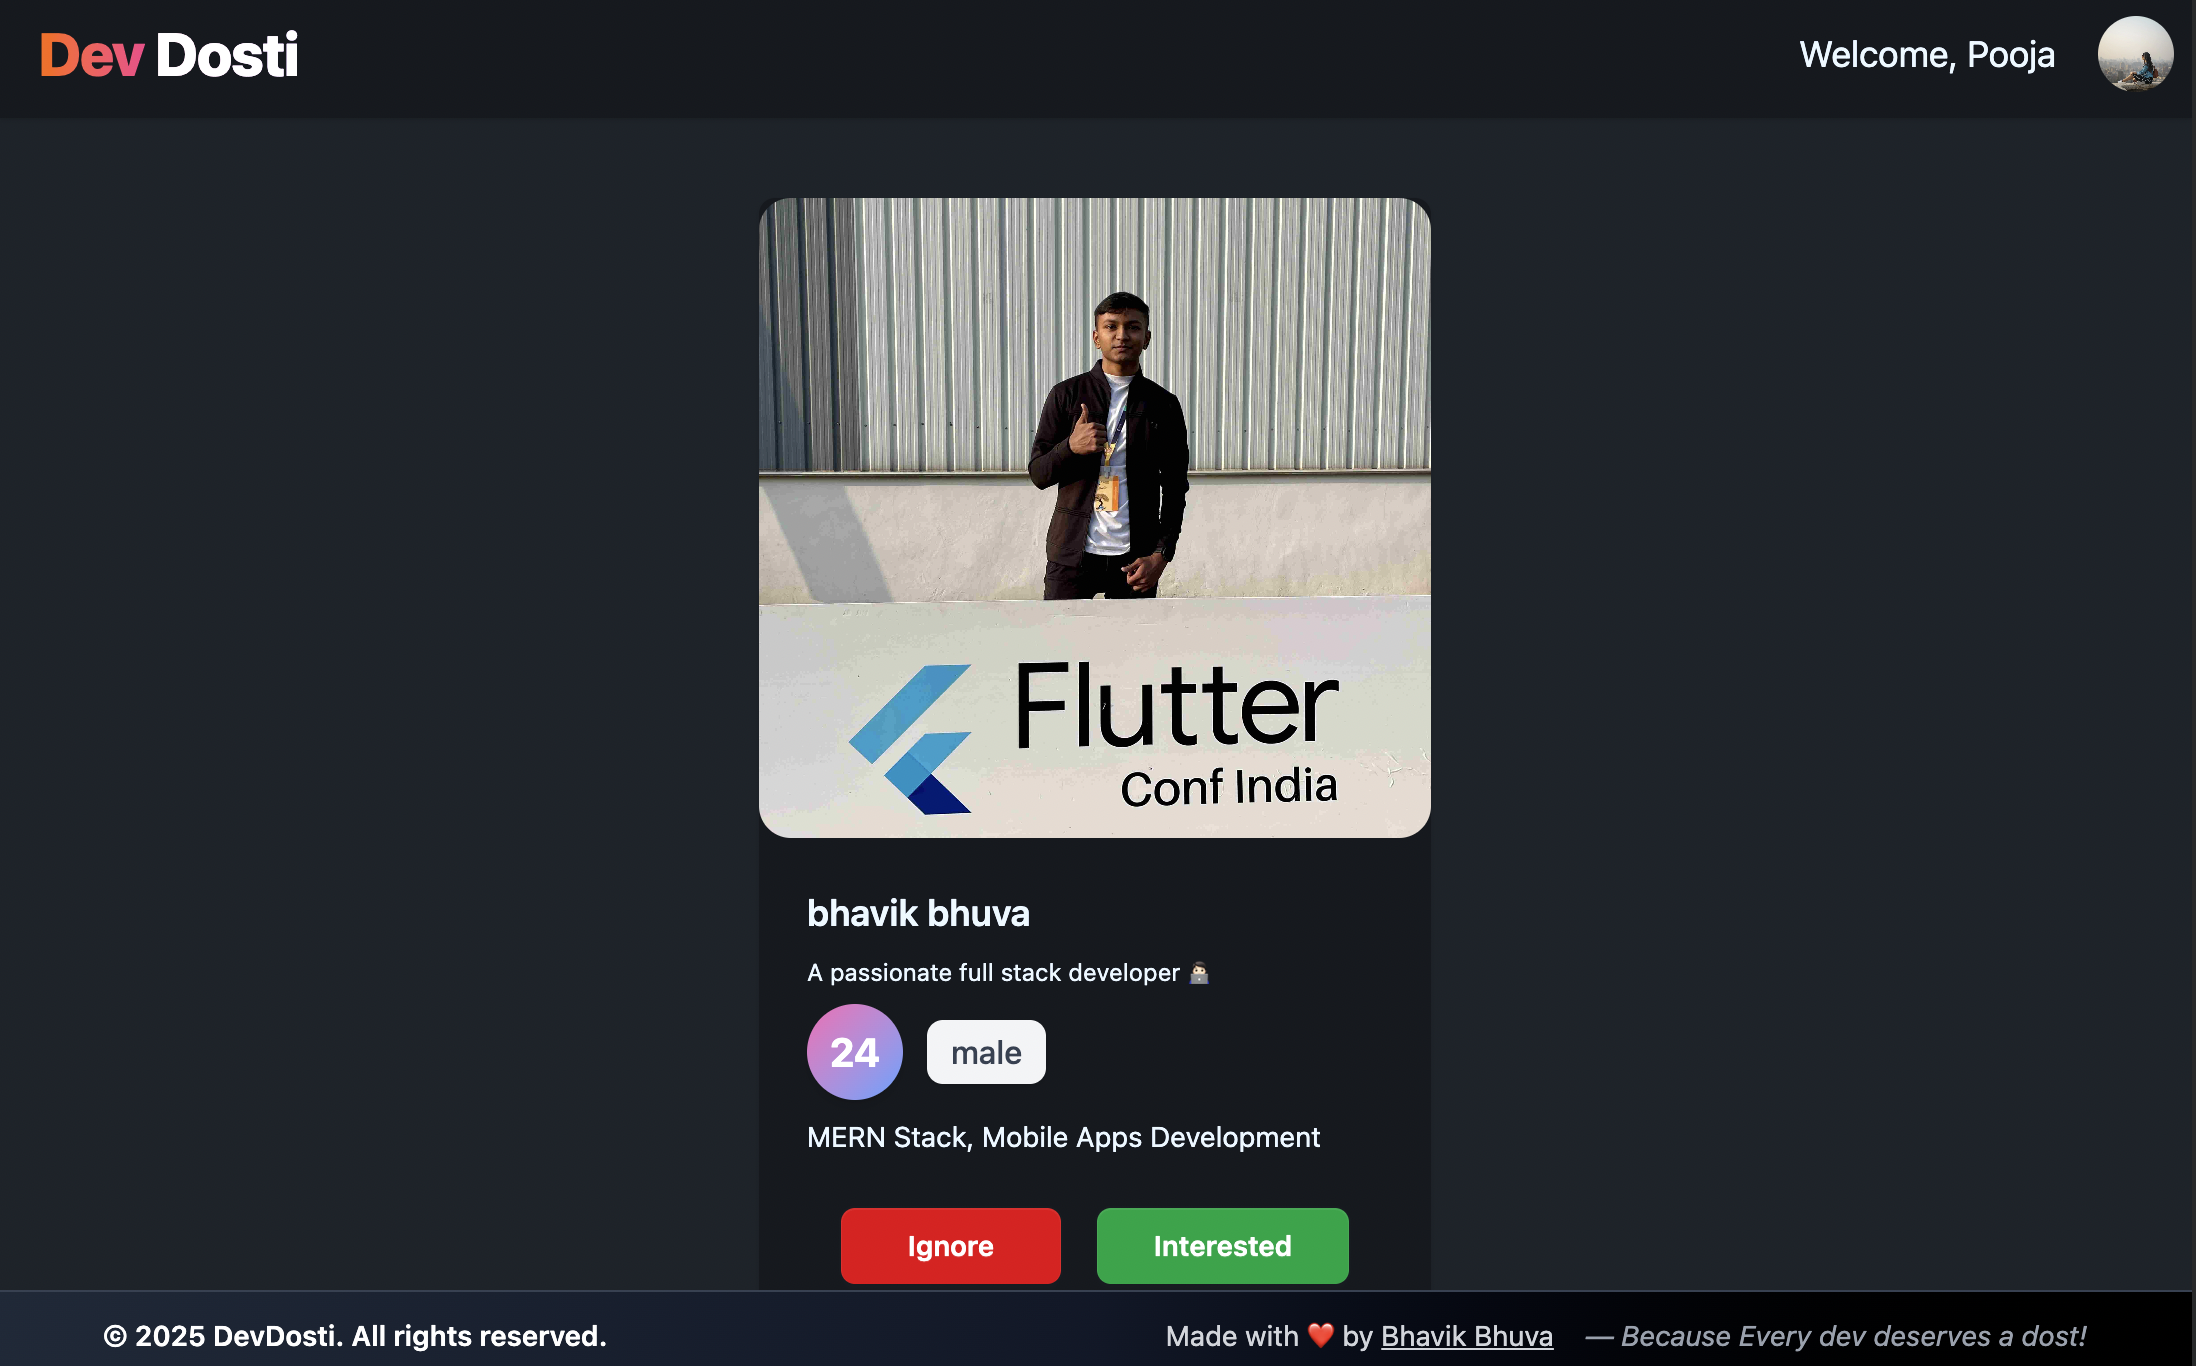 Dev Dosti
Welcome, Pooja
Flutter
Conf India
bhavik bhuva
A passionate full stack developer 👨🏻‍💻
24
male
MERN Stack, Mobile Apps Development
Ignore
Interested
© 2025 DevDosti. All rights reserved.
Made with ❤️ by Bhavik Bhuva — Because Every dev deserves a dost!